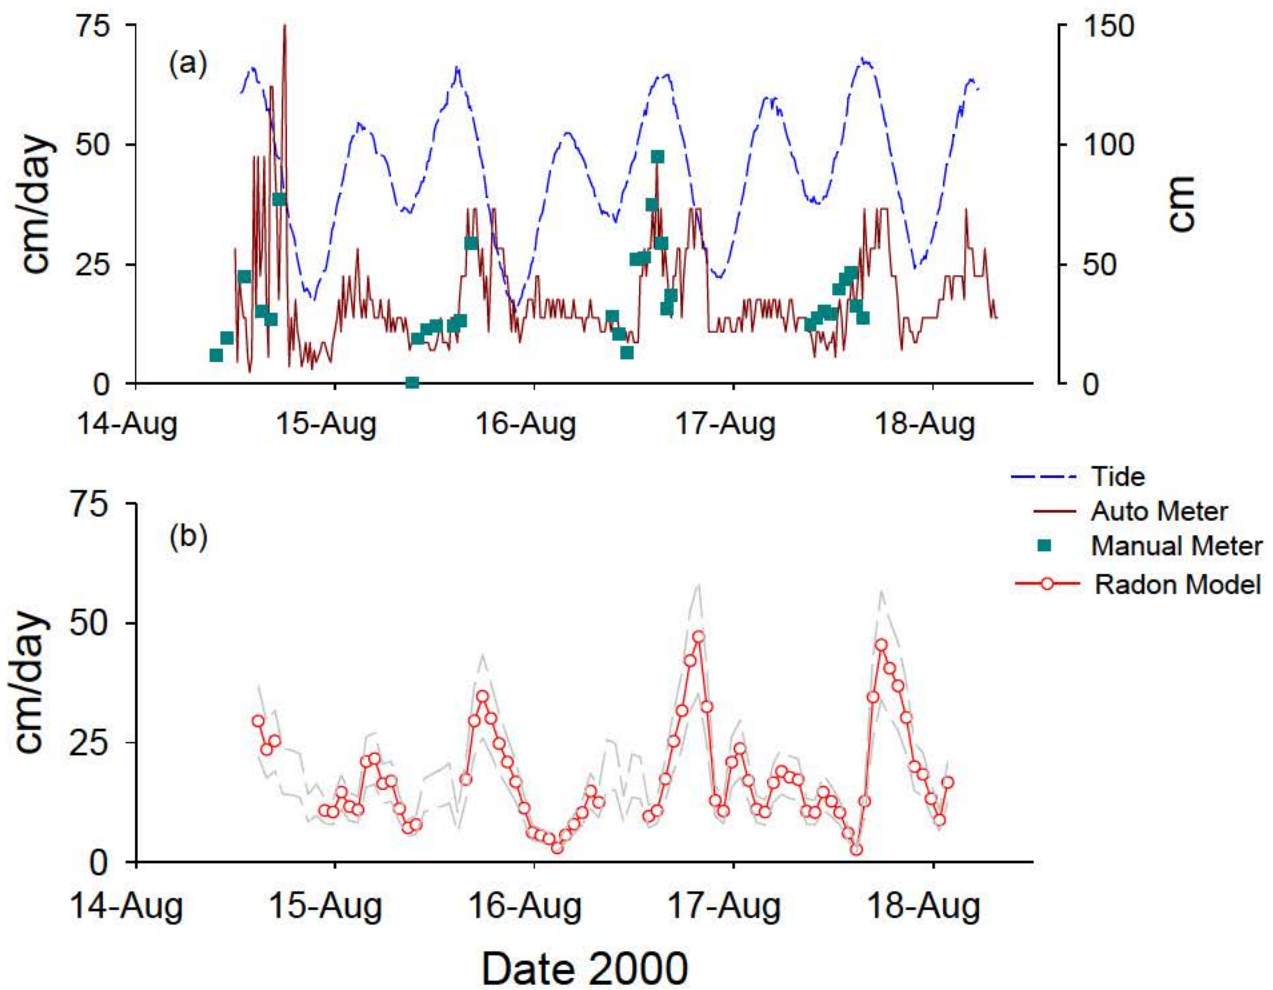 75
150
(a)
50
100
cm/day
cm
25
50
0
0
14-Aug 15-Aug 16-Aug 17-Aug 18-Aug
Tide
Auto Meter
Manual Meter
Radon Model
75
(b)
50
cm/day
25
0
14-Aug 15-Aug 16-Aug 17-Aug 18-Aug
Date 2000